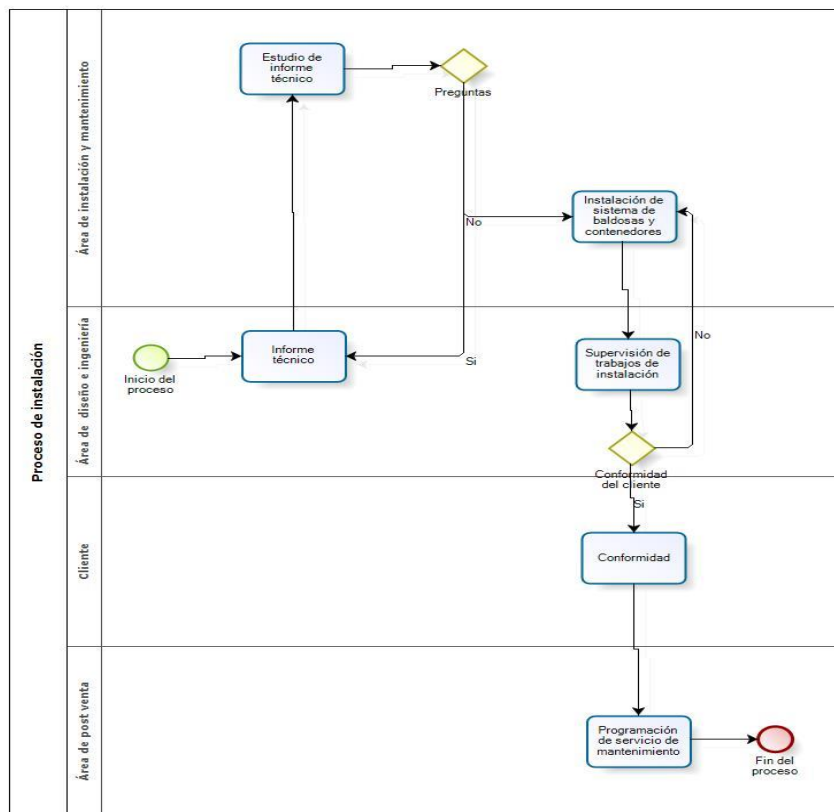 Proceso de instalación
Área de instalación y mantenimiento
Estudio de
informe
técnico
Preguntas
Instalación de
sistema de
baldosas y
contenedores
No
Área de diseño e ingeniería
Inicio del
proceso
Informe
técnico
Si
Supervisión de
trabajos de
instalación
No
Conformidad
del cliente
Cliente
Si
Conformidad
Área de post venta
Programación
de servicio de
mantenimiento
Fin del
proceso